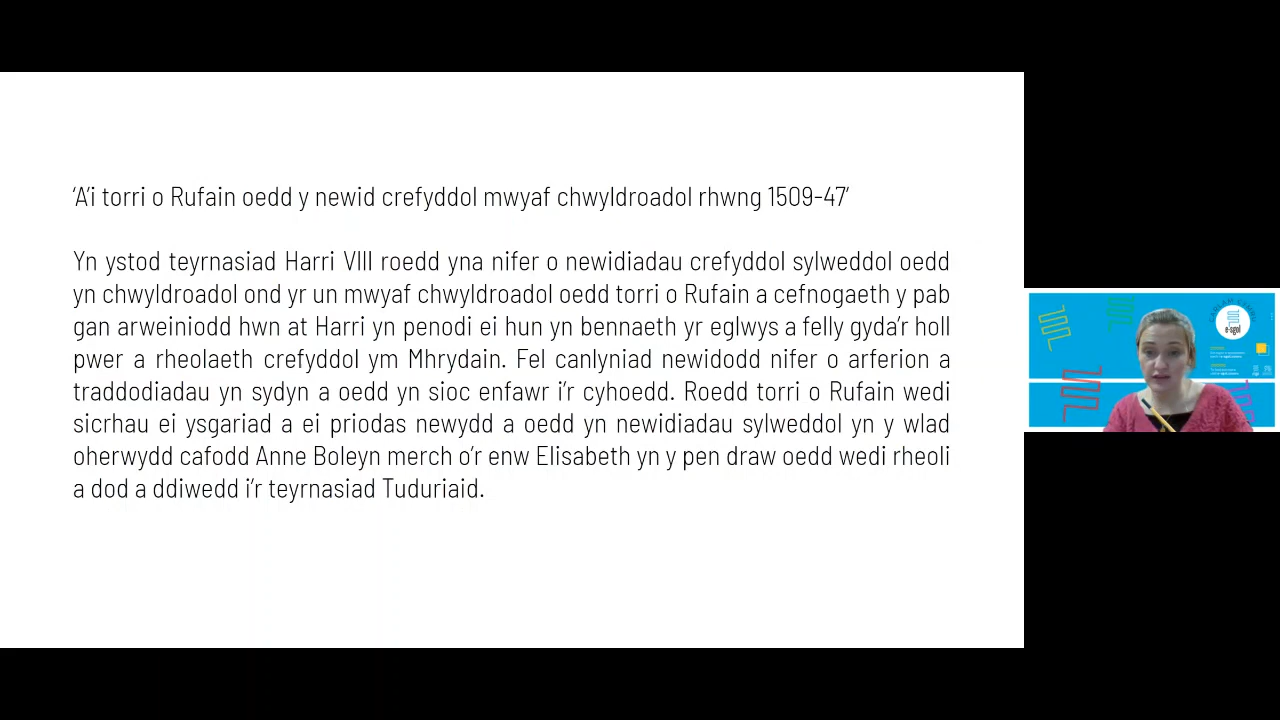 ‘A’i torri o Rufain oedd y newid crefyddol mwyaf chwyldroadol rhwng 1509-47’
Yn ystod teyrnasiad Harri VIII roedd yna nifer o newidiadau crefyddol sylweddol oedd
yn chwyldroadol ond yr un mwyaf chwyldroadol oedd torri o Rufain a cefnogaeth y pab
gan arweiniodd hwn at Harri yn penodi ei hun yn bennaeth yr eglwys a felly gyda’r holl
pwer a rheolaeth crefyddol ym Mhrydain. Fel canlyniad newidodd nifer o arferion a
traddodiadau yn sydyn a oedd yn sioc enfawr i’r cyhoedd. Roedd torri o Rufain wedi
sicrhau ei ysgariad a ei priodas newydd a oedd yn newidiadau sylweddol yn y wlad
oherwydd cafodd Anne Boleyn merch o’r enw Elisabeth yn y pen draw oedd wedi rheoli
a dod a ddiwedd i’r teyrnasiad Tuduriaid.
e-sgol